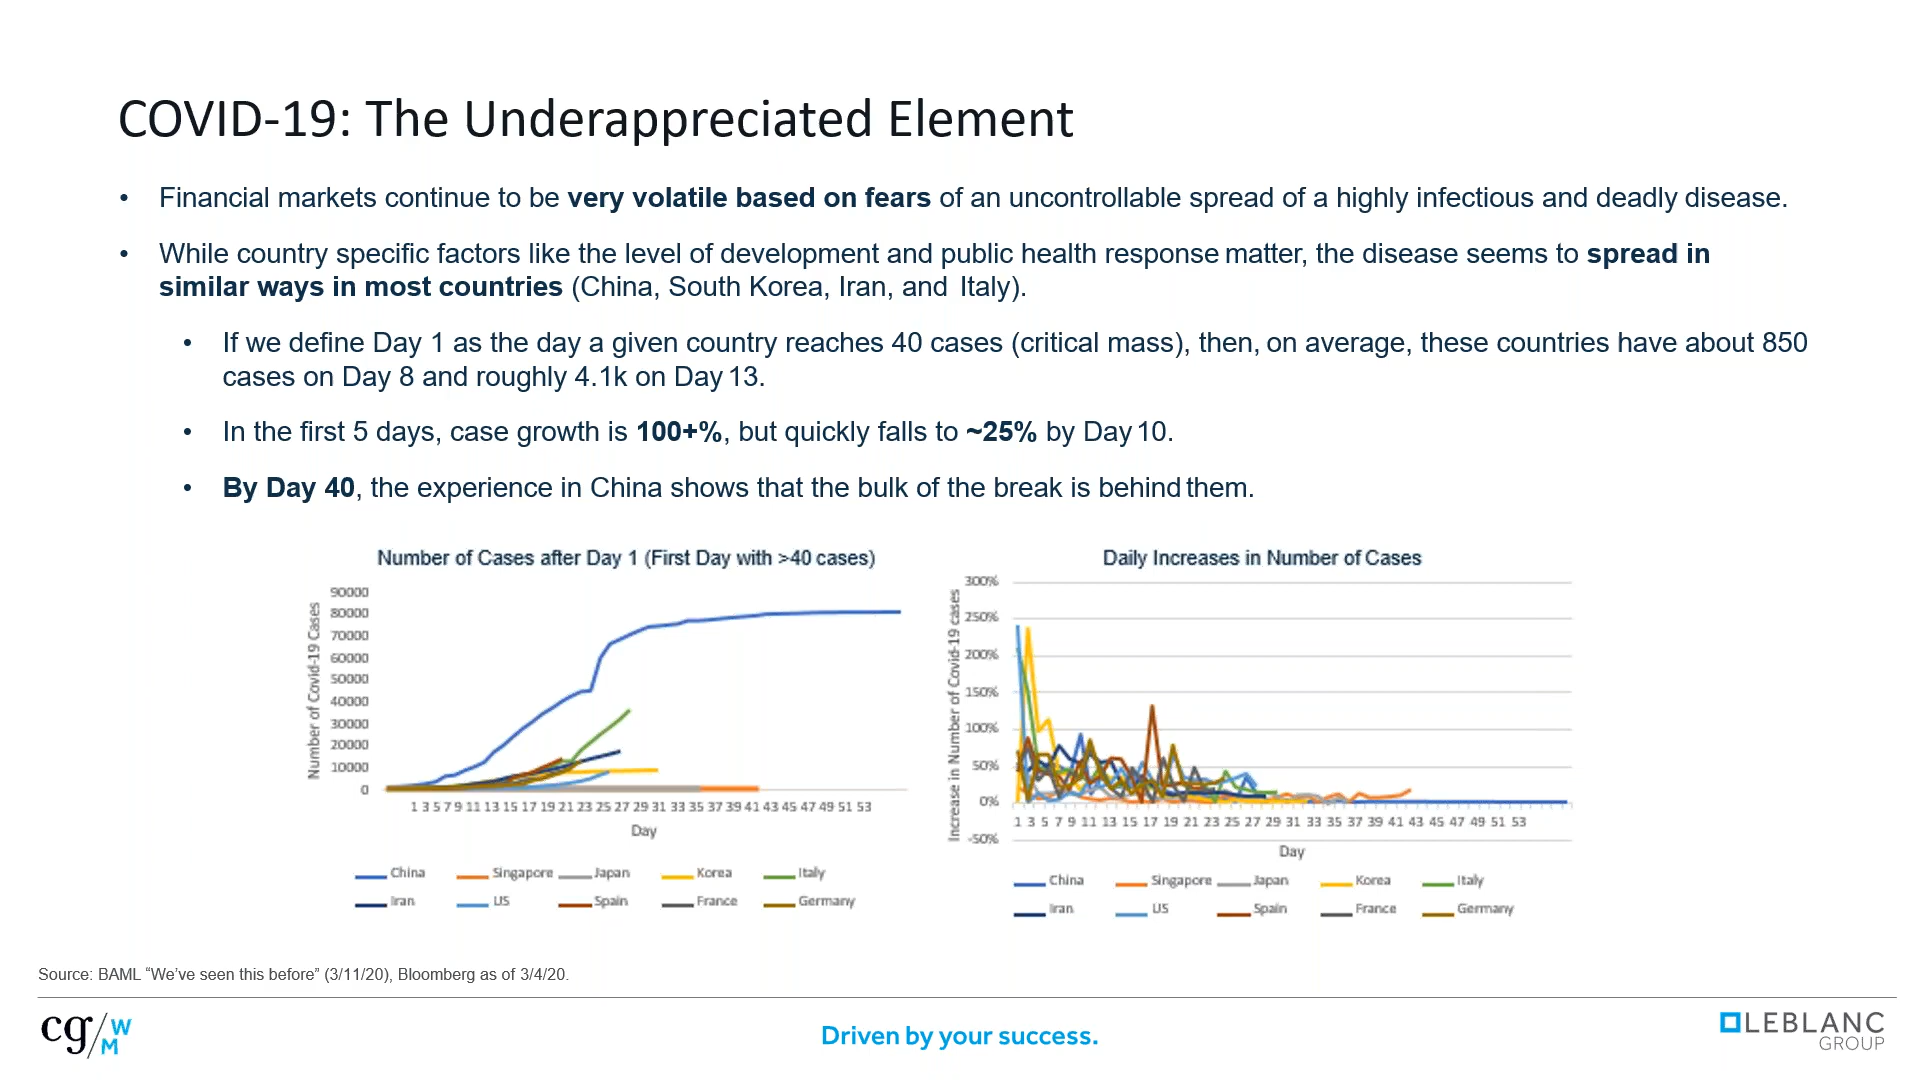 COVID-19: The Underappreciated Element
• Financial markets continue to be very volatile based on fears of an uncontrollable spread of a highly infectious and deadly disease.
• While country specific factors like the level of development and public health response matter, the disease seems to spread in
similar ways in most countries (China, South Korea, Iran, and Italy).
• If we define Day 1 as the day a given country reaches 40 cases (critical mass), then, on average, these countries have about 850
cases on Day 8 and roughly 4.1k on Day 13.
• In the first 5 days, case growth is 100+%, but quickly falls to ~25% by Day 10.
• By Day 40, the experience in China shows that the bulk of the break is behind them.
Number of Cases after Day 1 (First Day with >40 cases)
Number of Covid-19 Cases
90000
80000
70000
60000
50000
40000
30000
20000
10000
0
1 3 5 7 9 11 13 15 17 19 21 23 25 27 29 31 33 35 37 39 41 43 45 47 49 51 53
Day
China Singapore Japan Korea Italy
Iran US Spain France Germany
Daily Increases in Number of Cases
Increase in Number of Covid-19 cases
300%
250%
200%
150%
100%
50%
0%
-50%
1 3 5 7 9 11 13 15 17 19 21 23 25 27 29 31 33 35 37 39 41 43 45 47 49 51 53
Day
China Singapore Japan Korea Italy
Iran US Spain France Germany
Source: BAML “We’ve seen this before” (3/11/20), Bloomberg as of 3/4/20.
cg/WM
Driven by your success.
LEBLANC
GROUP